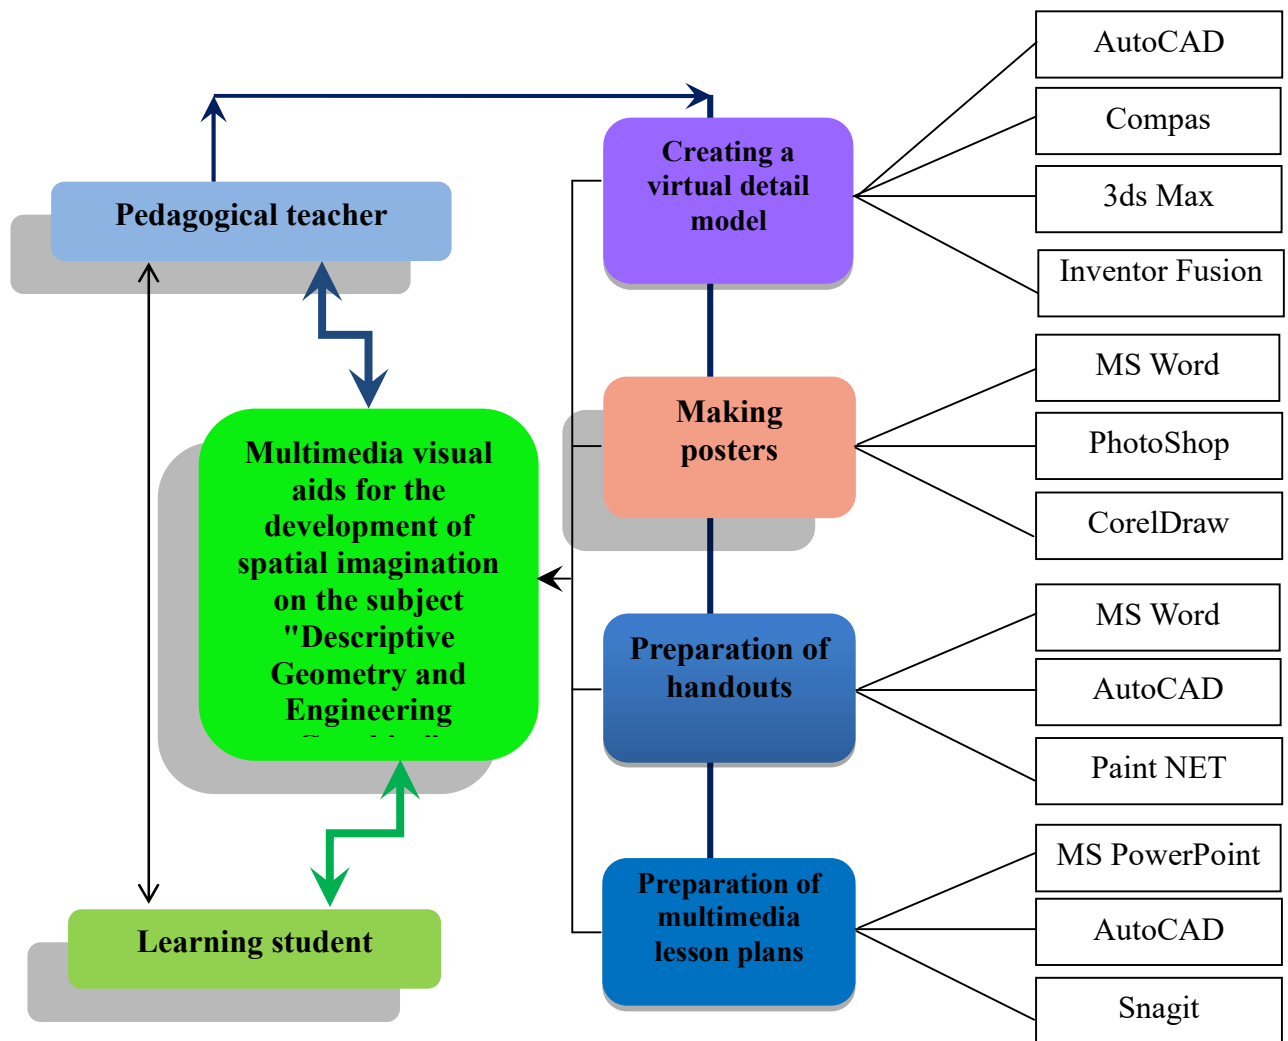 Pedagogical teacher
Multimedia visual
aids for the
development of
spatial imagination
on the subject
"Descriptive
Geometry and
Engineering
Learning student
Creating a
virtual detail
model
AutoCAD
Compas
3ds Max
Inventor Fusion
Making
posters
MS Word
PhotoShop
CorelDraw
Preparation of
handouts
MS Word
AutoCAD
Paint NET
Preparation of
multimedia
lesson plans
MS PowerPoint
AutoCAD
Snagit